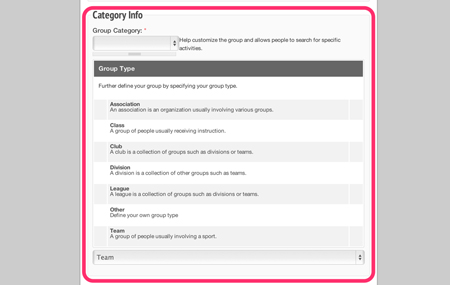 Category Info
Group Category: *
Help customize the group and allows people to search for specific
activities.
Group Type
Further define your group by specifying your group type.
Association
An association is an organization usually involving various groups.
Class
A group of people usually receiving instruction.
Club
A club is a collection of groups such as divisions or teams.
Division
A division is a collection of other groups such as teams.
League
A league is a collection of groups such as divisions or teams.
Other
Define your own group type
Team
A group of people usually involving a sport.
Team